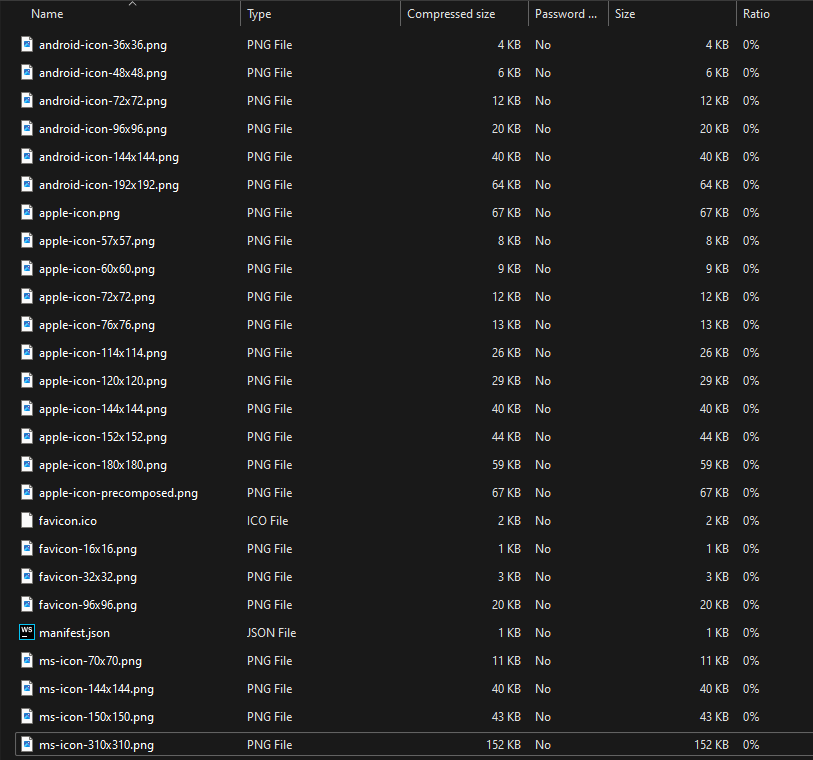 Name Type Compressed size Password ... Size Ratio
android-icon-36x36.png PNG File 4 KB No 4 KB 0%
android-icon-48x48.png PNG File 6 KB No 6 KB 0%
android-icon-72x72.png PNG File 12 KB No 12 KB 0%
android-icon-96x96.png PNG File 20 KB No 20 KB 0%
android-icon-144x144.png PNG File 40 KB No 40 KB 0%
android-icon-192x192.png PNG File 64 KB No 64 KB 0%
apple-icon.png PNG File 67 KB No 67 KB 0%
apple-icon-57x57.png PNG File 8 KB No 8 KB 0%
apple-icon-60x60.png PNG File 9 KB No 9 KB 0%
apple-icon-72x72.png PNG File 12 KB No 12 KB 0%
apple-icon-76x76.png PNG File 13 KB No 13 KB 0%
apple-icon-114x114.png PNG File 26 KB No 26 KB 0%
apple-icon-120x120.png PNG File 29 KB No 29 KB 0%
apple-icon-144x144.png PNG File 40 KB No 40 KB 0%
apple-icon-152x152.png PNG File 44 KB No 44 KB 0%
apple-icon-180x180.png PNG File 59 KB No 59 KB 0%
apple-icon-precomposed.png PNG File 67 KB No 67 KB 0%
favicon.ico ICO File 2 KB No 2 KB 0%
favicon-16x16.png PNG File 1 KB No 1 KB 0%
favicon-32x32.png PNG File 3 KB No 3 KB 0%
favicon-96x96.png PNG File 20 KB No 20 KB 0%
WS manifest.json JSON File 1 KB No 1 KB 0%
ms-icon-70x70.png PNG File 11 KB No 11 KB 0%
ms-icon-144x144.png PNG File 40 KB No 40 KB 0%
ms-icon-150x150.png PNG File 43 KB No 43 KB 0%
ms-icon-310x310.png PNG File 152 KB No 152 KB 0%